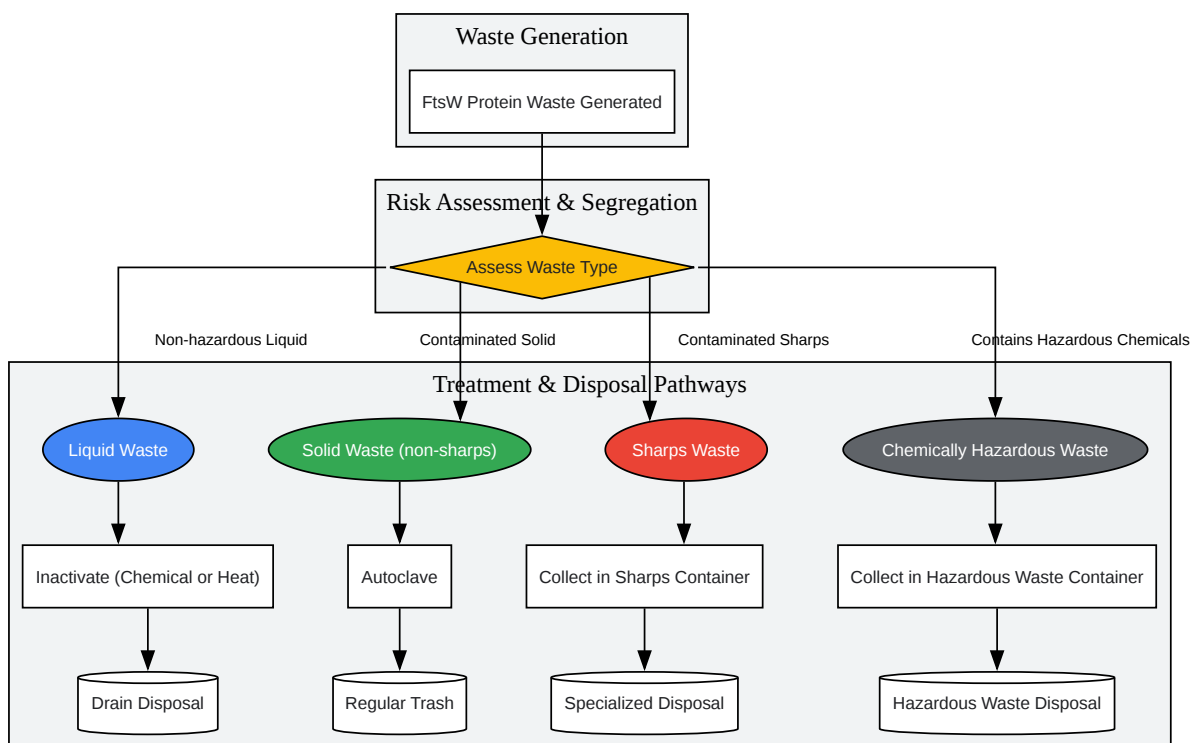 Waste Generation
FtsW Protein Waste Generated
Risk Assessment & Segregation
Assess Waste Type
Non-hazardous Liquid
Contaminated Solid
Contaminated Sharps
Contains Hazardous Chemicals
Treatment & Disposal Pathways
Liquid Waste
Solid Waste (non-sharps)
Sharps Waste
Chemically Hazardous Waste
Inactivate (Chemical or Heat)
Autoclave
Collect in Sharps Container
Collect in Hazardous Waste Container
Drain Disposal
Regular Trash
Specialized Disposal
Hazardous Waste Disposal